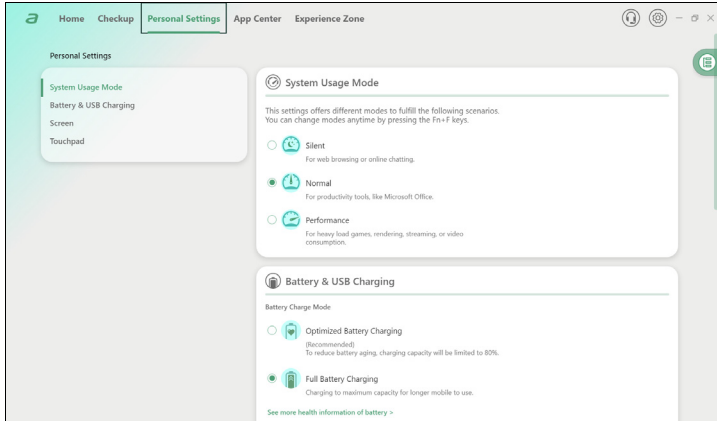 a
Home Checkup Personal Settings App Center Experience Zone
Personal Settings
System Usage Mode
Battery & USB Charging
Screen
Touchpad
System Usage Mode
This settings offers different modes to fulfill the following scenarios.
You can change modes anytime by pressing the Fn+F keys.
Silent
For web browsing or online chatting.
Normal
For productivity tools, like Microsoft Office.
Performance
For heavy load games, rendering, streaming, or video
consumption.
Battery & USB Charging
Battery Charge Mode
Optimized Battery Charging
(Recommended)
To reduce battery aging, charging capacity will be limited to 80%.
Full Battery Charging
Charging to maximum capacity for longer mobile to use.
See more health information of battery >